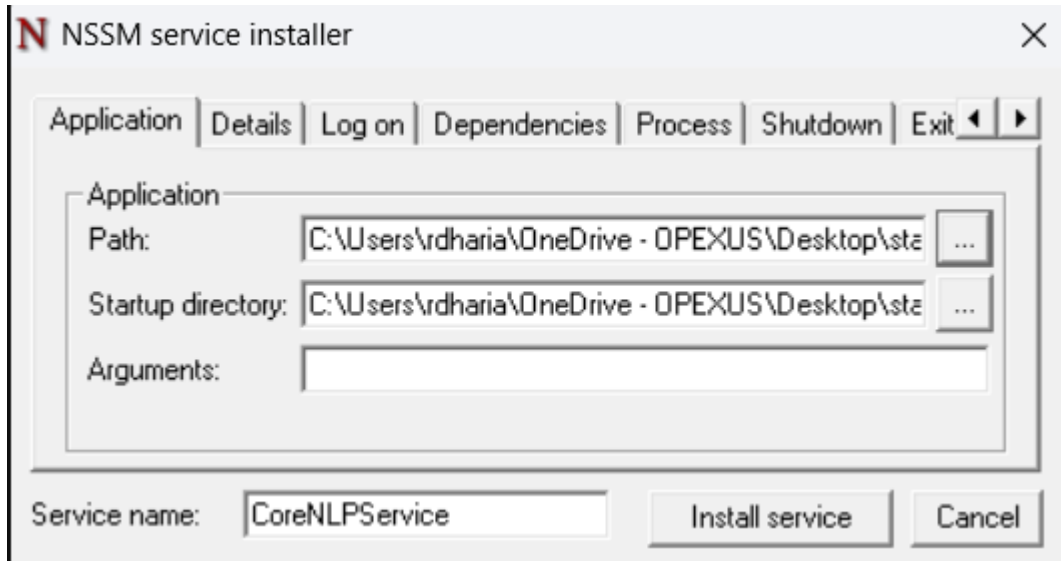 N NSSM service installer
Application Details Log on Dependencies Process Shutdown Exit
Application
Path: C:\Users\rdharia\OneDrive - OPEXUS\Desktop\sta ...
Startup directory: C:\Users\rdharia\OneDrive - OPEXUS\Desktop\sta ...
Arguments:
Service name: CoreNLPService Install service Cancel